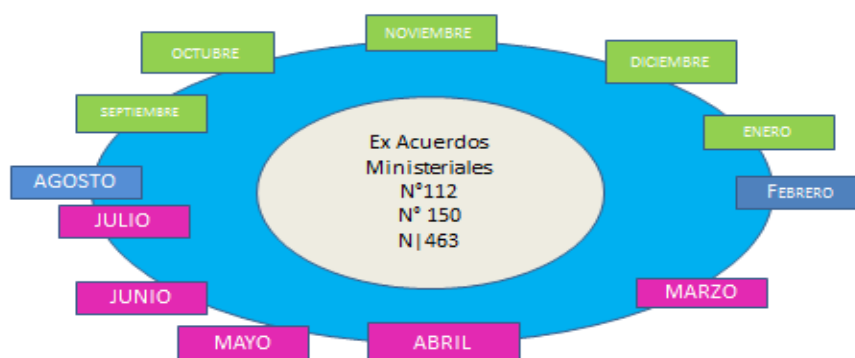 NOVIEMBRE
OCTUBRE
DICIEMBRE
SEPTIEMBRE
ENERO
Ex Acuerdos
Ministeriales
N°112
N° 150
N|463
AGOSTO
FEBRERO
JULIO
JUNIO
MARZO
MAYO
ABRIL